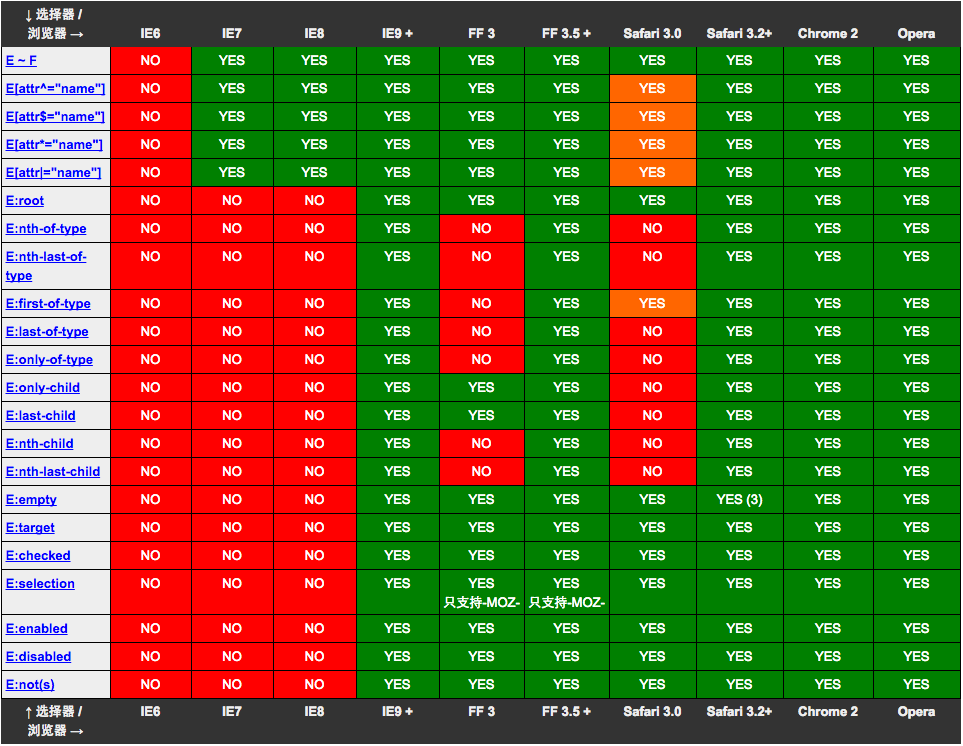 ↓ 选择器 /
浏览器 → IE6 IE7 IE8 IE9 + FF 3 FF 3.5 + Safari 3.0 Safari 3.2+ Chrome 2 Opera
E ~ F NO YES YES YES YES YES YES YES YES YES
E[attr^="name"] NO YES YES YES YES YES YES YES YES YES
E[attr$="name"] NO YES YES YES YES YES YES YES YES YES
E[attr*="name"] NO YES YES YES YES YES YES YES YES YES
E[attr|="name"] NO YES YES YES YES YES YES YES YES YES
E:root NO NO NO YES YES YES YES YES YES YES
E:nth-of-type NO NO NO YES NO YES NO YES YES YES
E:nth-last-of- NO NO NO YES NO YES NO YES YES YES
type
E:first-of-type NO NO NO YES NO YES YES YES YES YES
E:last-of-type NO NO NO YES NO YES NO YES YES YES
E:only-of-type NO NO NO YES NO YES NO YES YES YES
E:only-child NO NO NO YES YES YES NO YES YES YES
E:last-child NO NO NO YES YES YES NO YES YES YES
E:nth-child NO NO NO YES NO YES NO YES YES YES
E:nth-last-child NO NO NO YES NO YES NO YES YES YES
E:empty NO NO NO YES YES YES YES YES (3) YES YES
E:target NO NO NO YES YES YES YES YES YES YES
E:checked NO NO NO YES YES YES YES YES YES YES
E:selection NO NO NO YES YES YES YES YES YES YES
只支持-MOZ- 只支持-MOZ-
E:enabled NO NO NO YES YES YES YES YES YES YES
E:disabled NO NO NO YES YES YES YES YES YES YES
E:not(s) NO NO NO YES YES YES YES YES YES YES
↑ 选择器 / IE6 IE7 IE8 IE9 + FF 3 FF 3.5 + Safari 3.0 Safari 3.2+ Chrome 2 Opera
浏览器 →